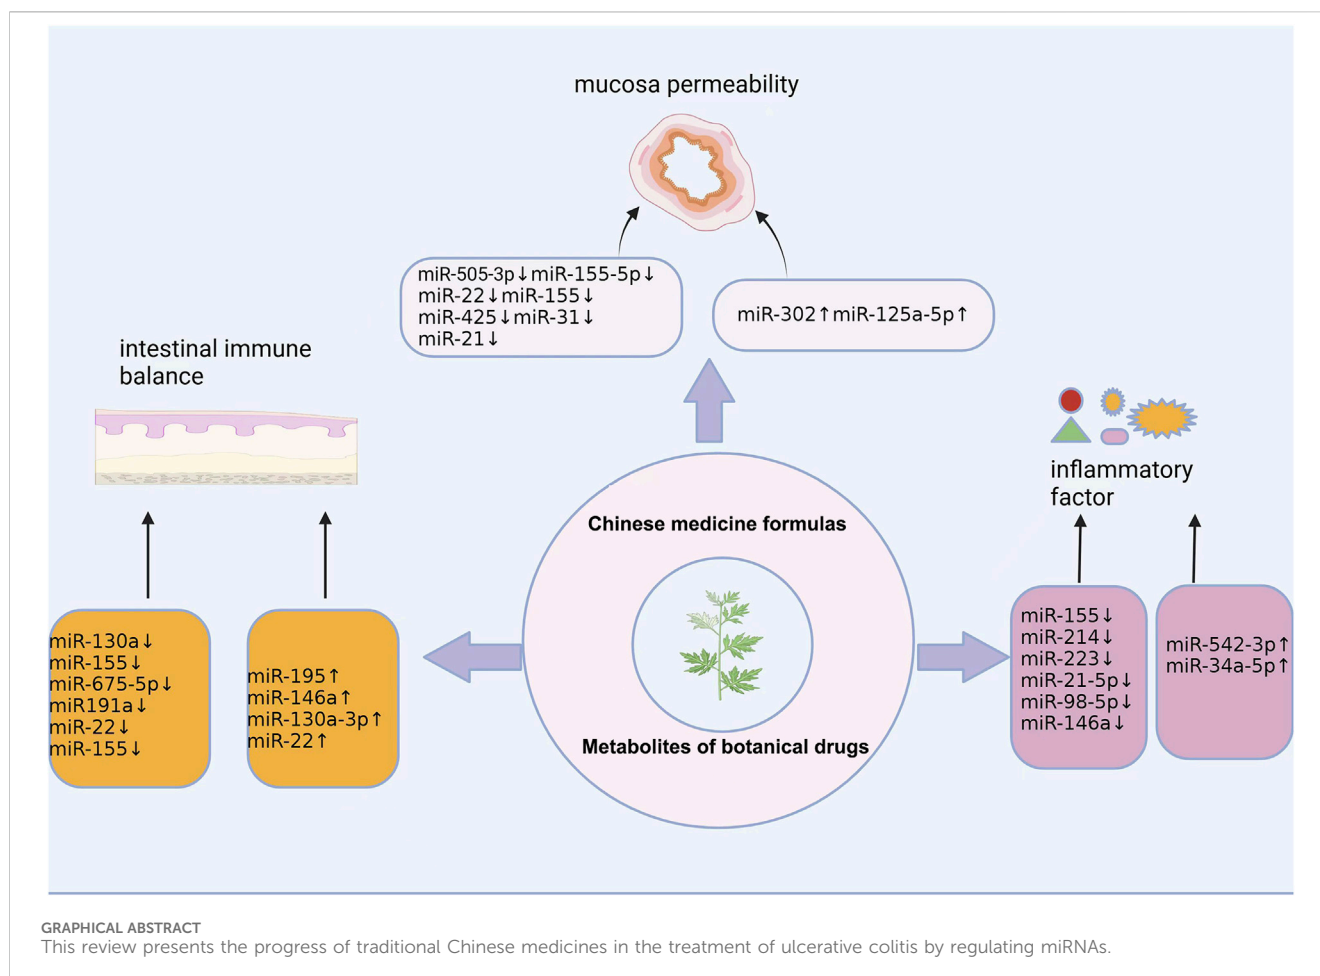 mucosa permeability
miR-505-3p↓miR-155-5p↓
miR-22↓miR-155↓
miR-425↓miR-31↓
miR-21↓
miR-302↑miR-125a-5p↑
intestinal immune
balance
miR-130a↓
miR-155↓
miR-675-5p↓
miR191a↓
miR-22↓
miR-155↓
miR-195↑
miR-146a↑
miR-130a-3p↑
miR-22↑
Chinese medicine formulas
Metabolites of botanical drugs
inflammatory
factor
miR-155↓
miR-214↓
miR-223↓
miR-21-5p↓
miR-98-5p↓
miR-146a↓
miR-542-3p↑
miR-34a-5p↑
GRAPHICAL ABSTRACT
This review presents the progress of traditional Chinese medicines in the treatment of ulcerative colitis by regulating miRNAs.